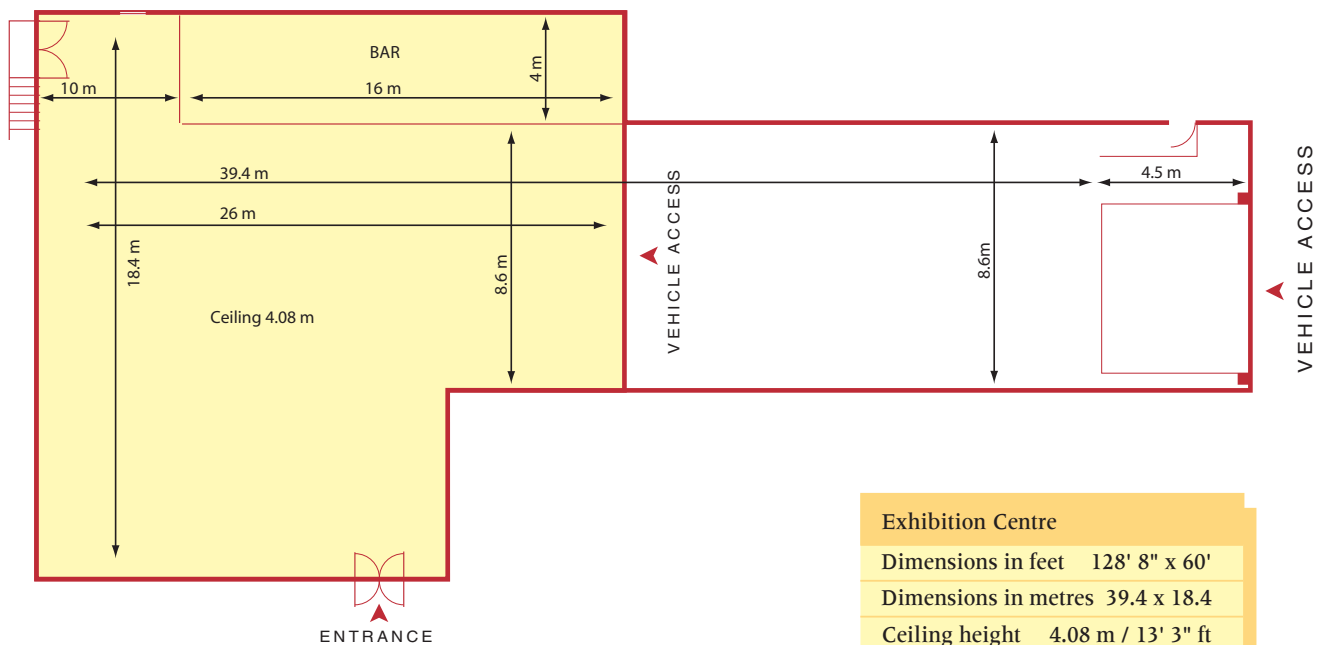 BAR
4 m
10 m
16 m
39.4 m
4.5 m
26 m
18.4 m
8.6 m
8.6m
VEHICLE ACCESS
VEHICLE ACCESS
Ceiling 4.08 m
ENTRANCE
Exhibition Centre
Dimensions in feet 128' 8" x 60'
Dimensions in metres 39.4 x 18.4
Ceiling height 4.08 m / 13' 3" ft